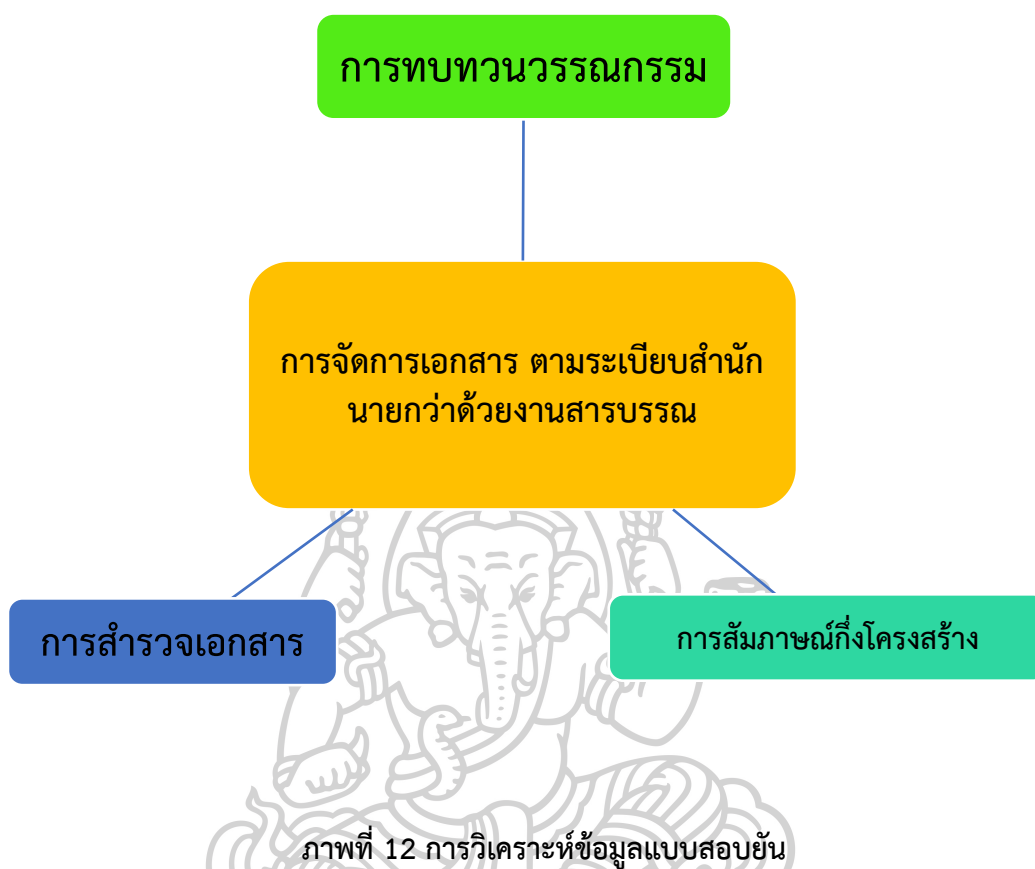 การทบทวนวรรณกรรม
การจัดการเอกสาร ตามระเบียบสำนัก
นายกว่าด้วยงานสารบรรณ
การสำรวจเอกสาร
การสัมภาษณ์กึ่งโครงสร้าง
ภาพที่ 12 การวิเคราะห์ข้อมูลแบบสอบยัน